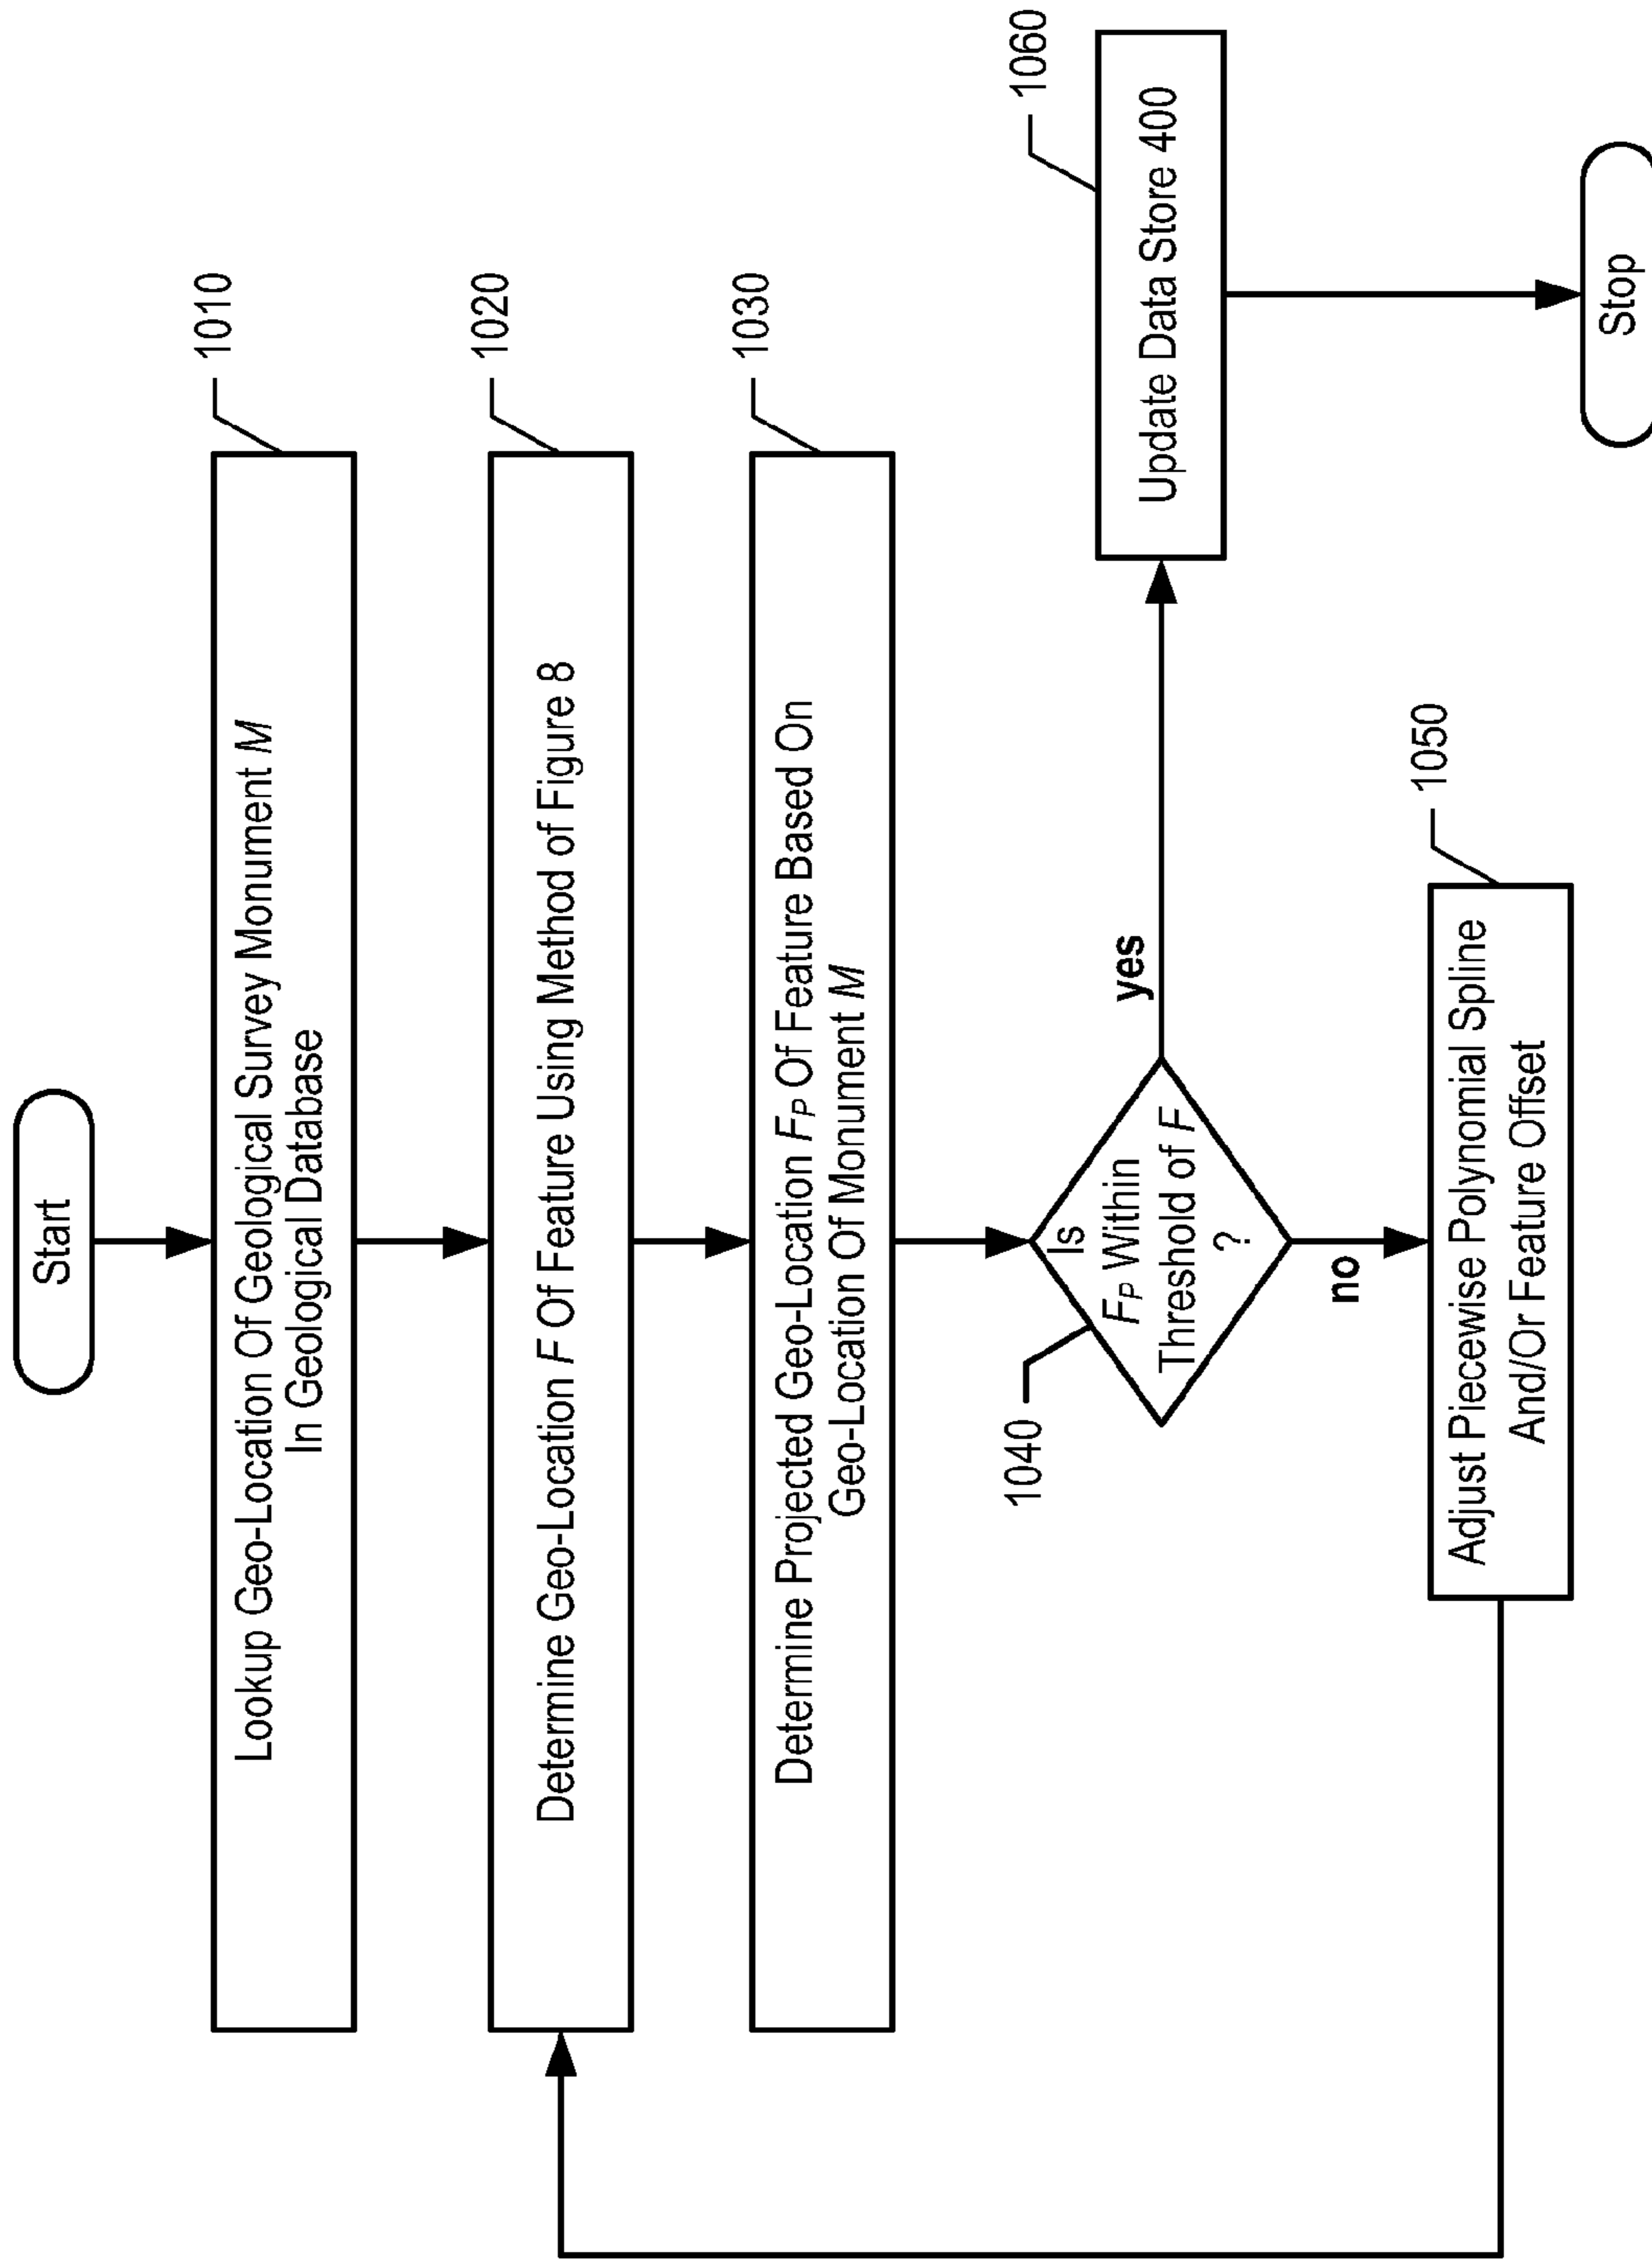 Start
1010
Lookup Geo-Location Of Geological Survey Monument M
In Geological Database
1020
Determine Geo-Location F Of Feature Using Method of Figure 8
1030
Determine Projected Geo-Location FP Of Feature Based On
Geo-Location Of Monument M
1040
Is
FP Within
Threshold of F
?
yes
no
1060
Update Data Store 400
1050
Adjust Piecewise Polynomial Spline
And/Or Feature Offset
Stop